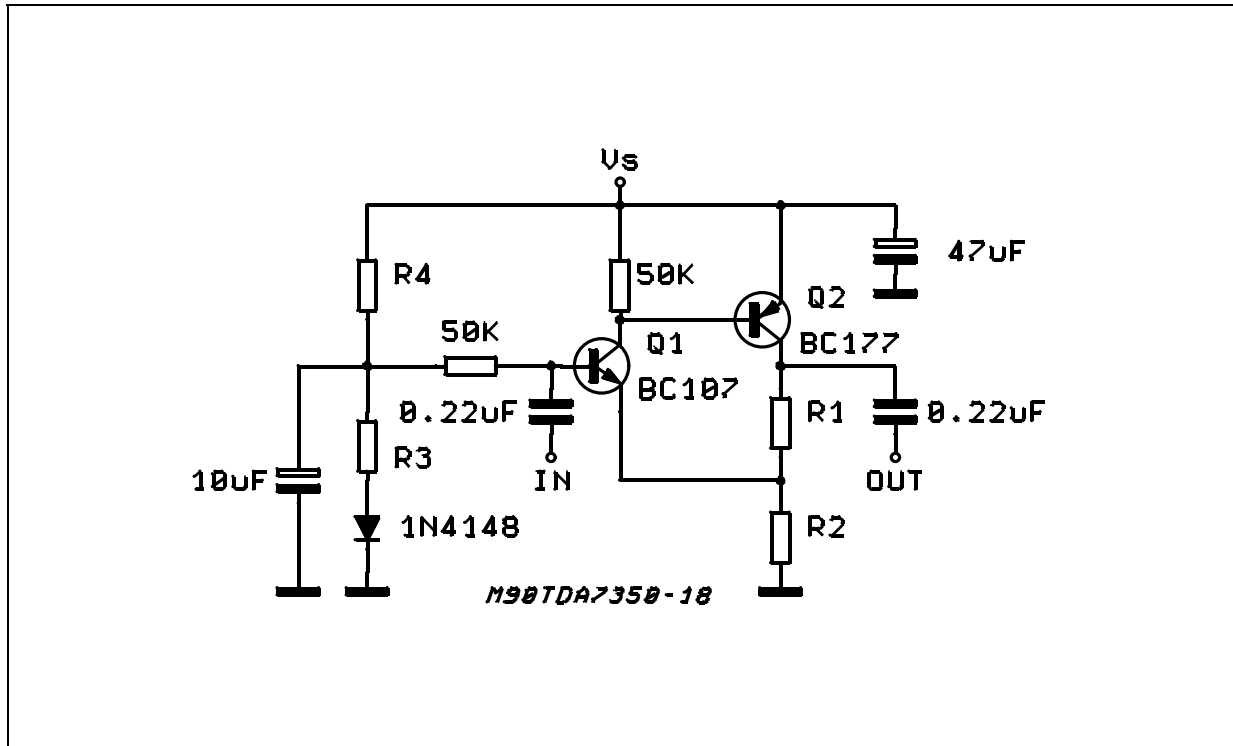 Vs
R4
50K
47uF
Q2
50K
Q1
BC177
BC107
0.22uF
R1
0.22uF
R3
10uF
IN
OUT
1N4148
R2
M90TDA7350-18